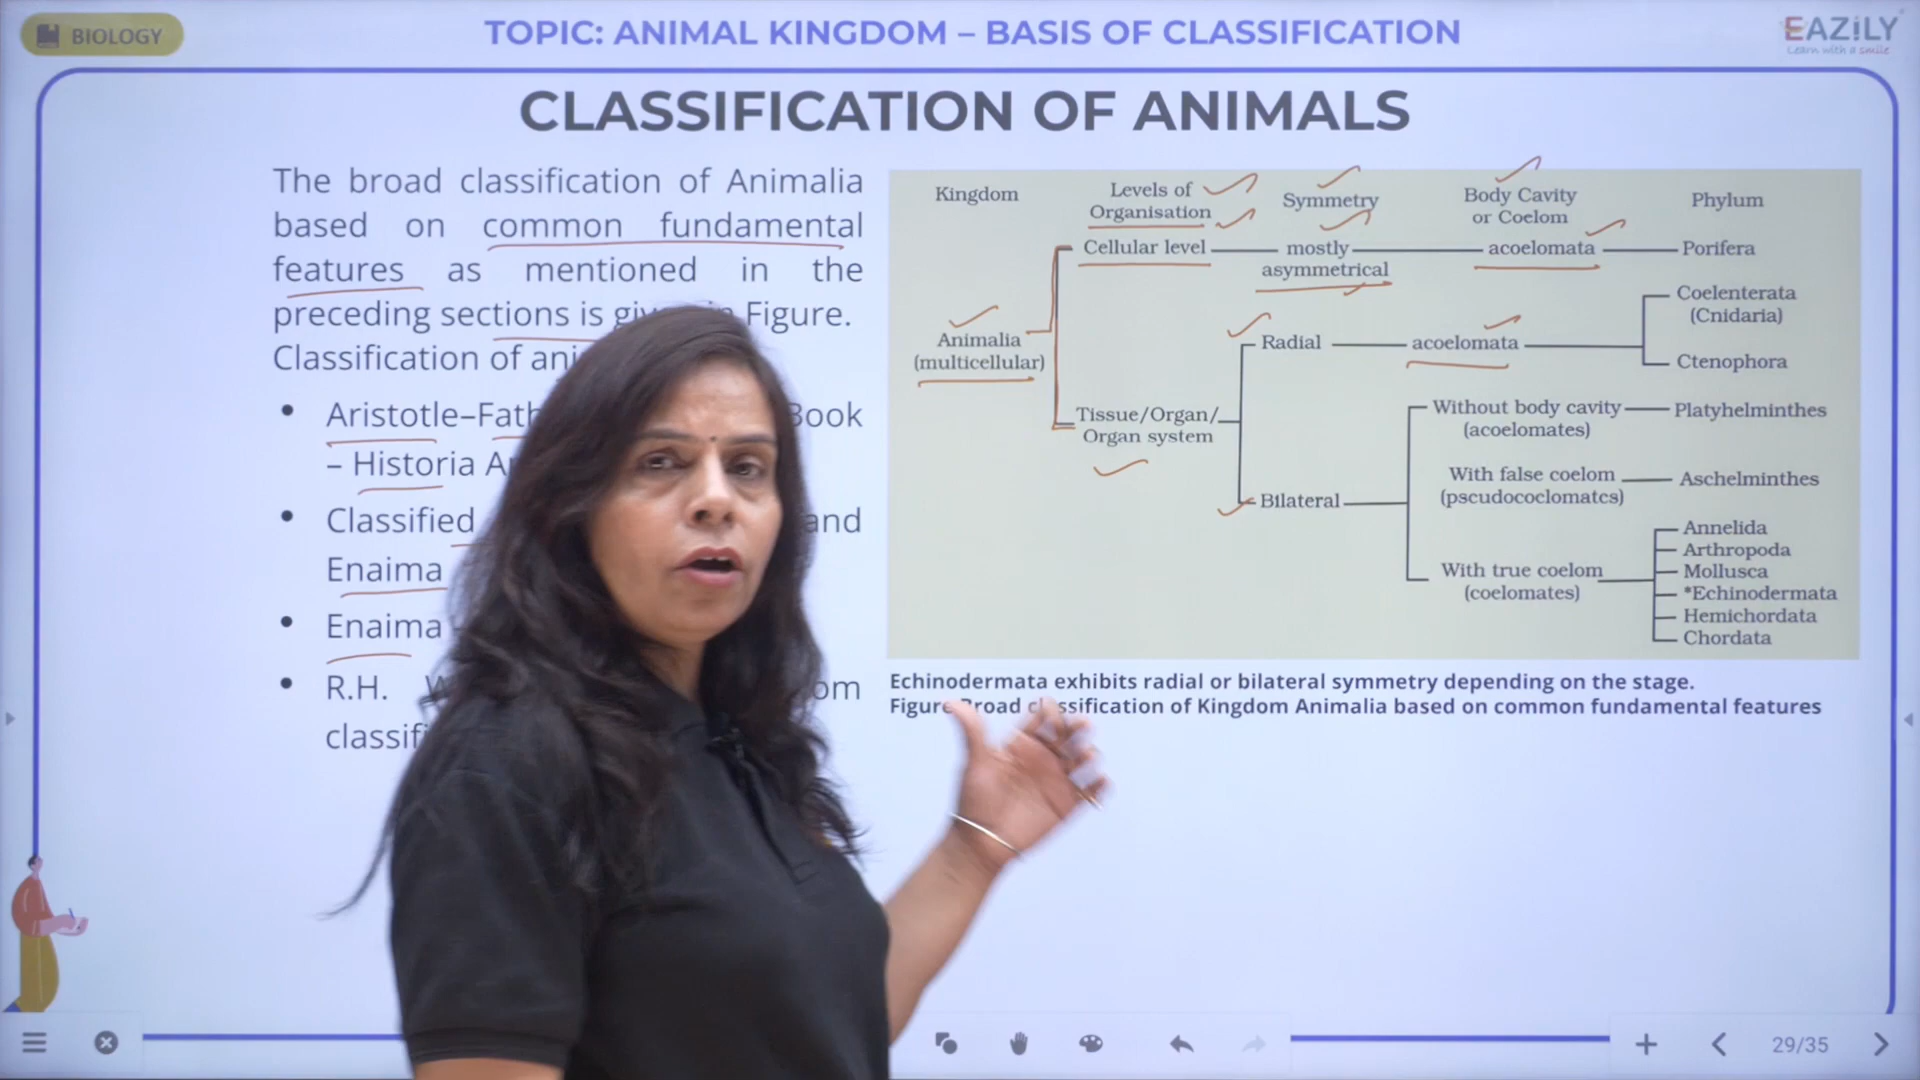 BIOLOGY
TOPIC: ANIMAL KINGDOM – BASIS OF CLASSIFICATION
EAZiLY
Learn with a smile
CLASSIFICATION OF ANIMALS
The broad classification of Animalia
based on common fundamental
features as mentioned in the
preceding sections is Figure.
Classification of
Aristotle– Book
– Historia
Classified and
Enaima
Enaima
R.H.
Kingdom
Levels of
Organisation
Symmetry
Body Cavity
or Coelom
Phylum
Cellular level
mostly
asymmetrical
acoelomata
Porifera
Animalia
(multicellular)
Radial
acoelomata
Coelenterata
(Cnidaria)
Ctenophora
Tissue/Organ/
Organ system
Without body cavity
(acoelomates)
Platyhelminthes
With false coelom
(pseudocoelomates)
Aschelminthes
Bilateral
With true coelom
(coelomates)
Annelida
Arthropoda
Mollusca
*Echinodermata
Hemichordata
Chordata
Echinodermata exhibits radial or bilateral symmetry depending on the stage.
Figure Broad classification of Kingdom Animalia based on common fundamental features
29/35